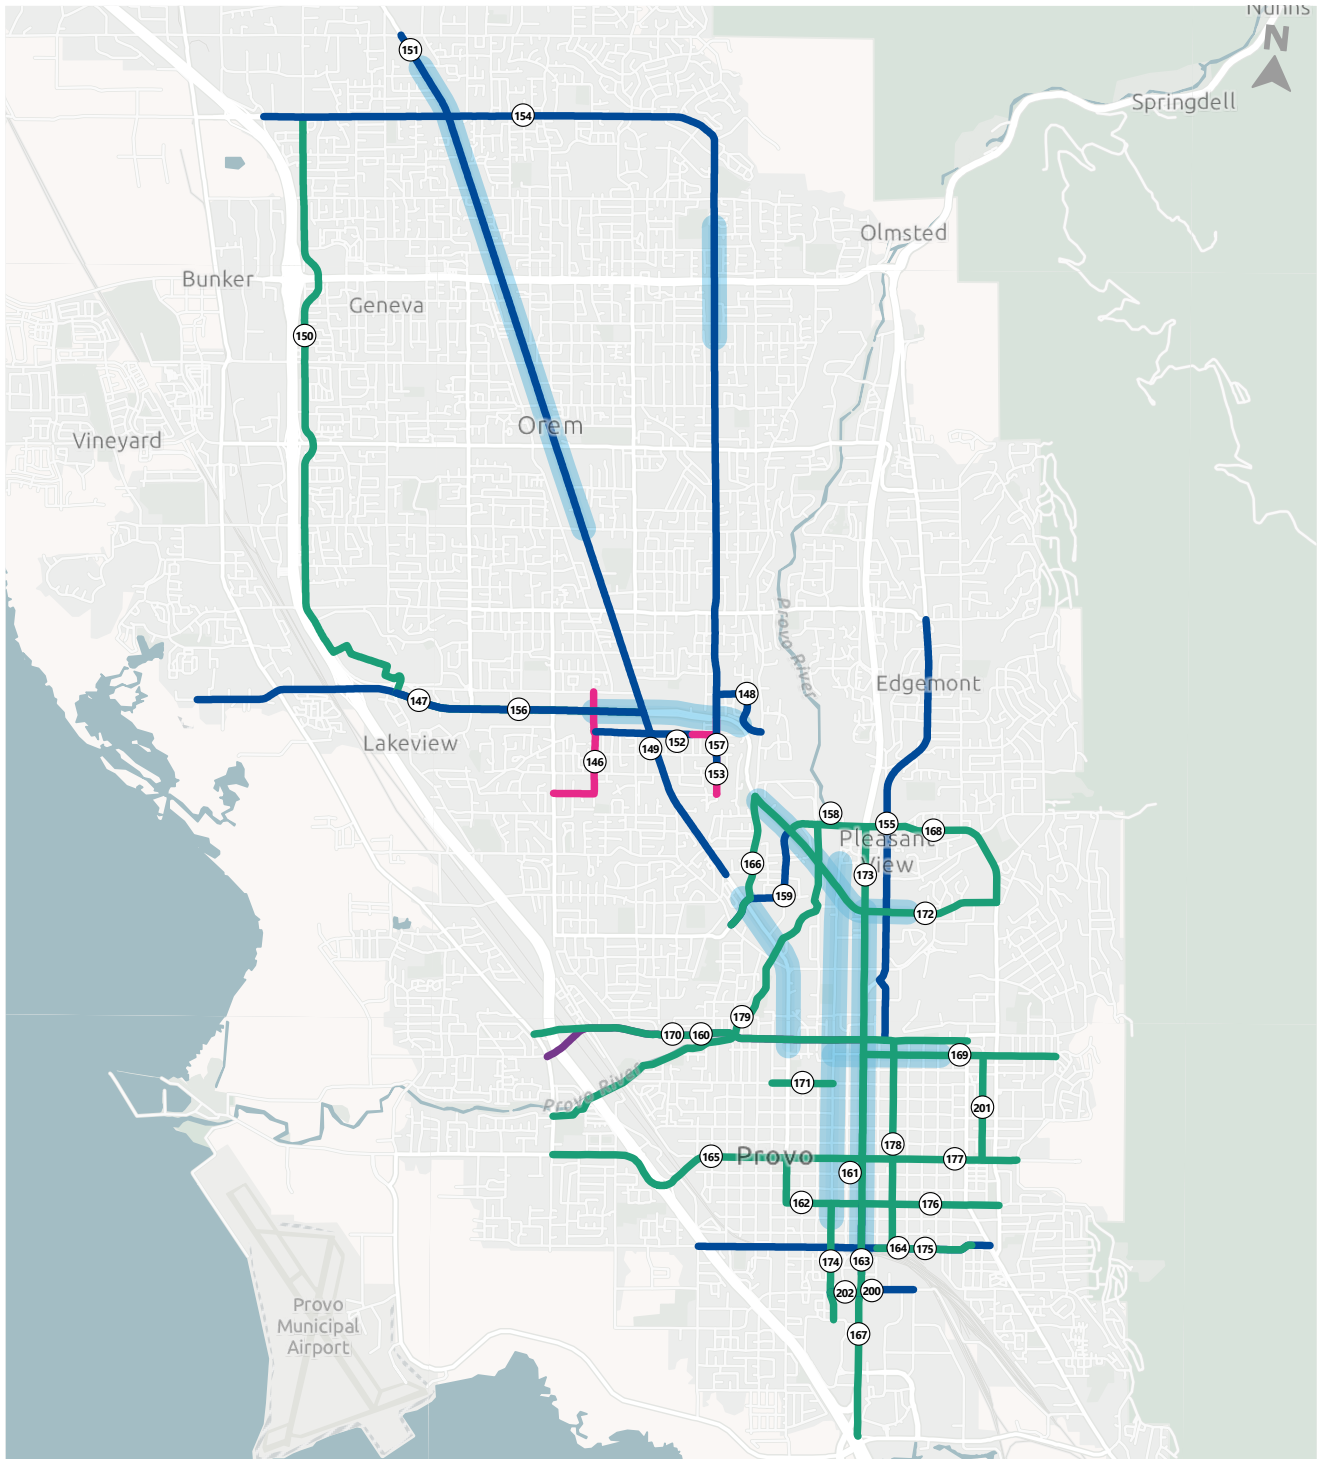 Nunns
N
151
Springdell
154
Olmsted
Bunker
Geneva
150
Orem
Vineyard
Provo River
Edgemont
148
147
156
Lakeview
152
157
149
146
153
158
155
168
Pleasant
View
166
173
159
172
179
170
160
169
171
Provo River
201
178
165
Provo
177
161
162
176
164
175
174
163
202
200
Provo
Municipal
Airport
167